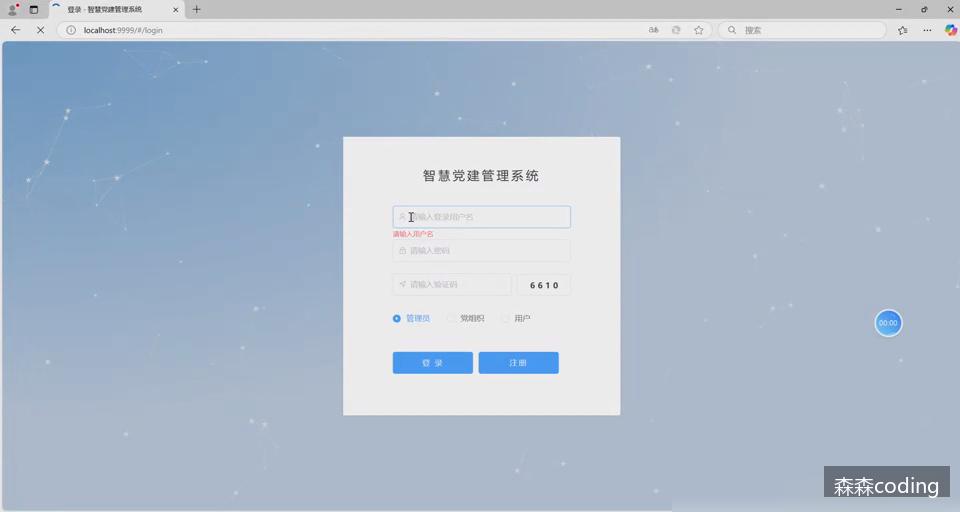 登录 - 智慧党建管理系统
localhost:9999/#/login
搜索
智慧党建管理系统
请输入登录用户名
请输入用户名
请输入密码
请输入验证码
6610
管理员 党组织 用户
登 录 注册
00:00
森森coding